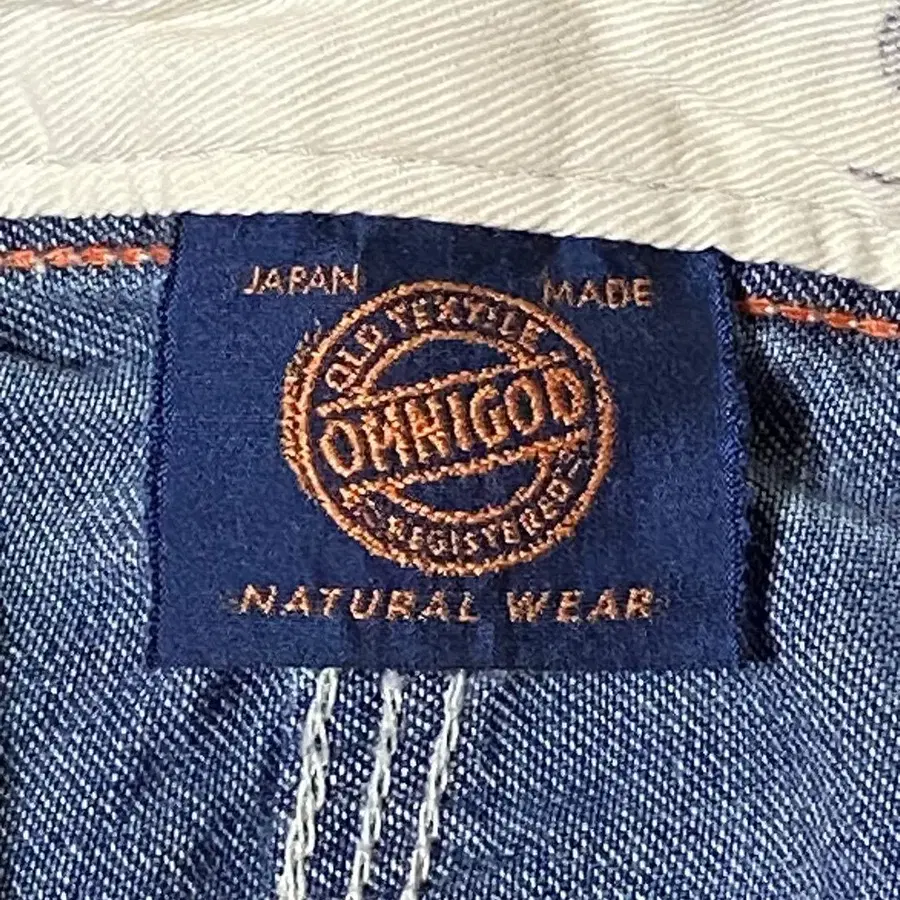 JAPAN MADE
OLD TEXTILE
OMNIGOD
REGISTERED
NATURAL WEAR